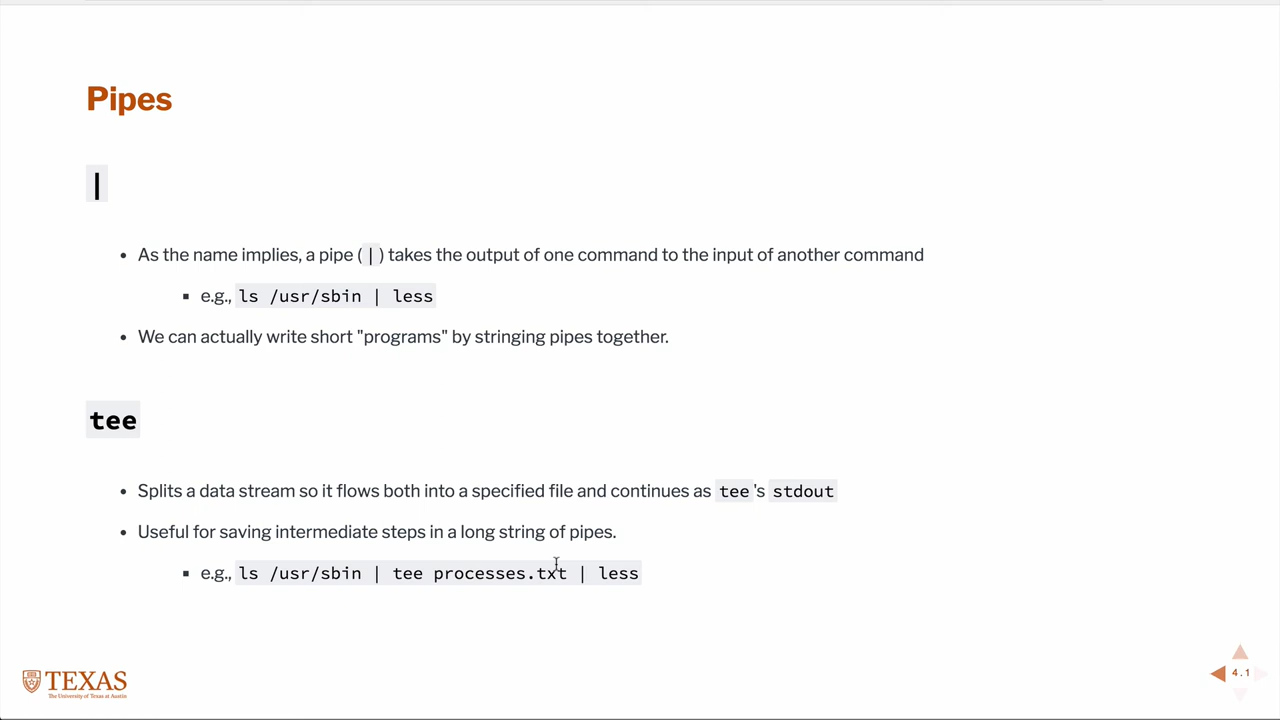 Pipes
|
• As the name implies, a pipe ( | ) takes the output of one command to the input of another command
▪ e.g., ls /usr/sbin | less
• We can actually write short "programs" by stringing pipes together.
tee
• Splits a data stream so it flows both into a specified file and continues as tee's stdout
• Useful for saving intermediate steps in a long string of pipes.
▪ e.g., ls /usr/sbin | tee processes.txt | less
TEXAS
The University of Texas at Austin
4.1